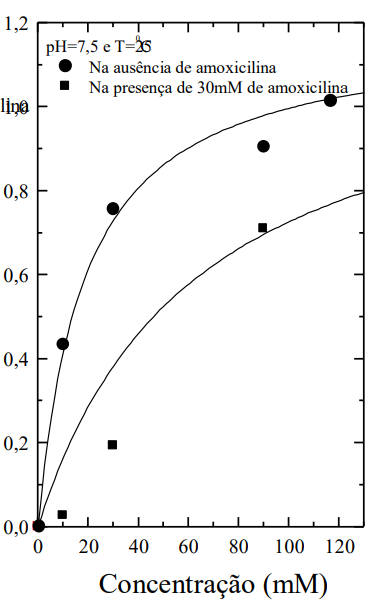 1,2
pH=7,5 e T=25°C
Na ausência de amoxicilina
Na presença de 30mM de amoxicilina
lina
1,0
0,8
0,6
0,4
0,2
0,0
0 20 40 60 80 100 120
Concentração (mM)